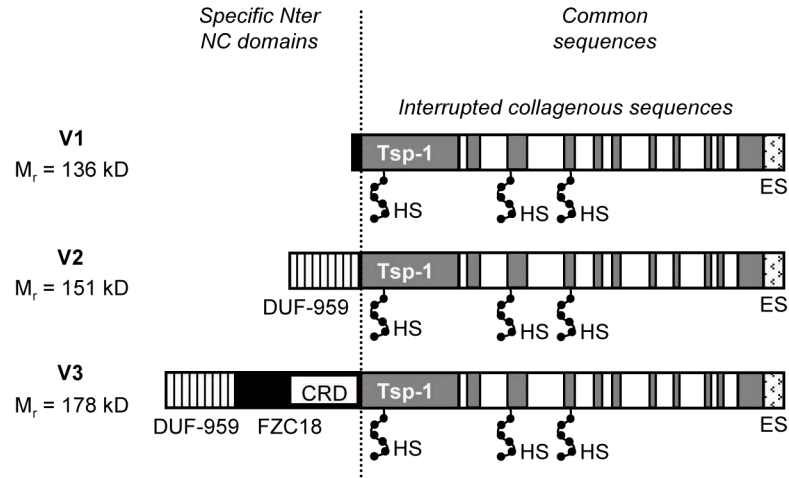 Specific Nter
NC domains
Common
sequences
Interrupted collagenous sequences
V1
Mr = 136 kD
Tsp-1
HS
HS
HS
ES
V2
Mr = 151 kD
DUF-959
Tsp-1
HS
HS
HS
ES
V3
Mr = 178 kD
CRD
Tsp-1
DUF-959
FZC18
HS
HS
HS
ES